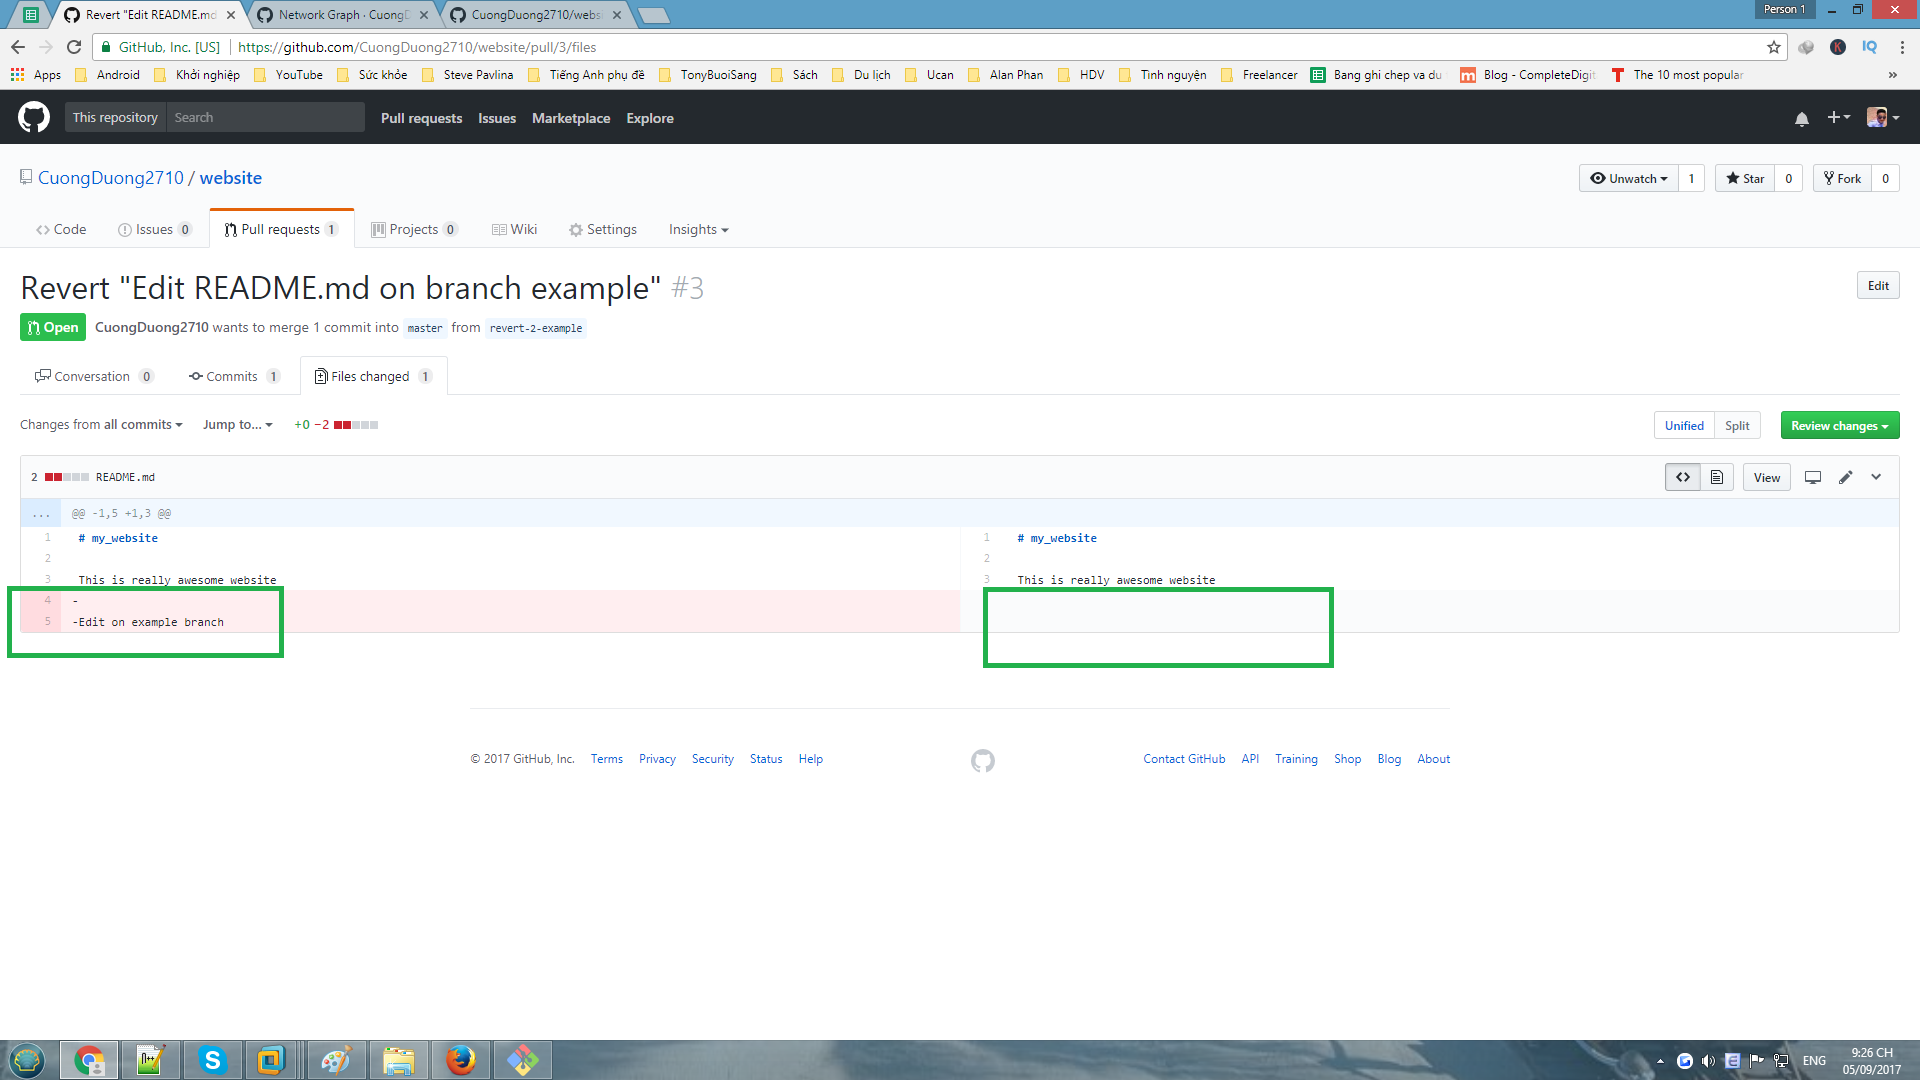 Revert "Edit README.md
Network Graph · CuongD
CuongDuong2710/webs
Person 1
GitHub, Inc. [US]
https://github.com/CuongDuong2710/website/pull/3/files
Apps
Android
Khởi nghiệp
YouTube
Sức khỏe
Steve Pavlina
Tiếng Anh phụ đề
TonyBuoiSang
Sách
Du lịch
Ucan
Alan Phan
HDV
Tình nguyện
Freelancer
Bang ghi chep va du
Blog - CompleteDigit
The 10 most popular
This repository
Search
Pull requests
Issues
Marketplace
Explore
CuongDuong2710 / website
Unwatch 1
Star 0
Fork 0
Code
Issues 0
Pull requests 1
Projects 0
Wiki
Settings
Insights
Revert "Edit README.md on branch example" #3
Edit
Open
CuongDuong2710 wants to merge 1 commit into master from revert-2-example
Conversation 0
Commits 1
Files changed 1
Changes from all commits
Jump to...
+0 −2
Unified
Split
Review changes
2
README.md
View
... @@ -1,5 +1,3 @@
1 # my_website
1 # my_website
2
2
3 This is really awesome website
3 This is really awesome website
4 -
5 -Edit on example branch
© 2017 GitHub, Inc.
Terms
Privacy
Security
Status
Help
Contact GitHub
API
Training
Shop
Blog
About
ENG
9:26 CH
05/09/2017